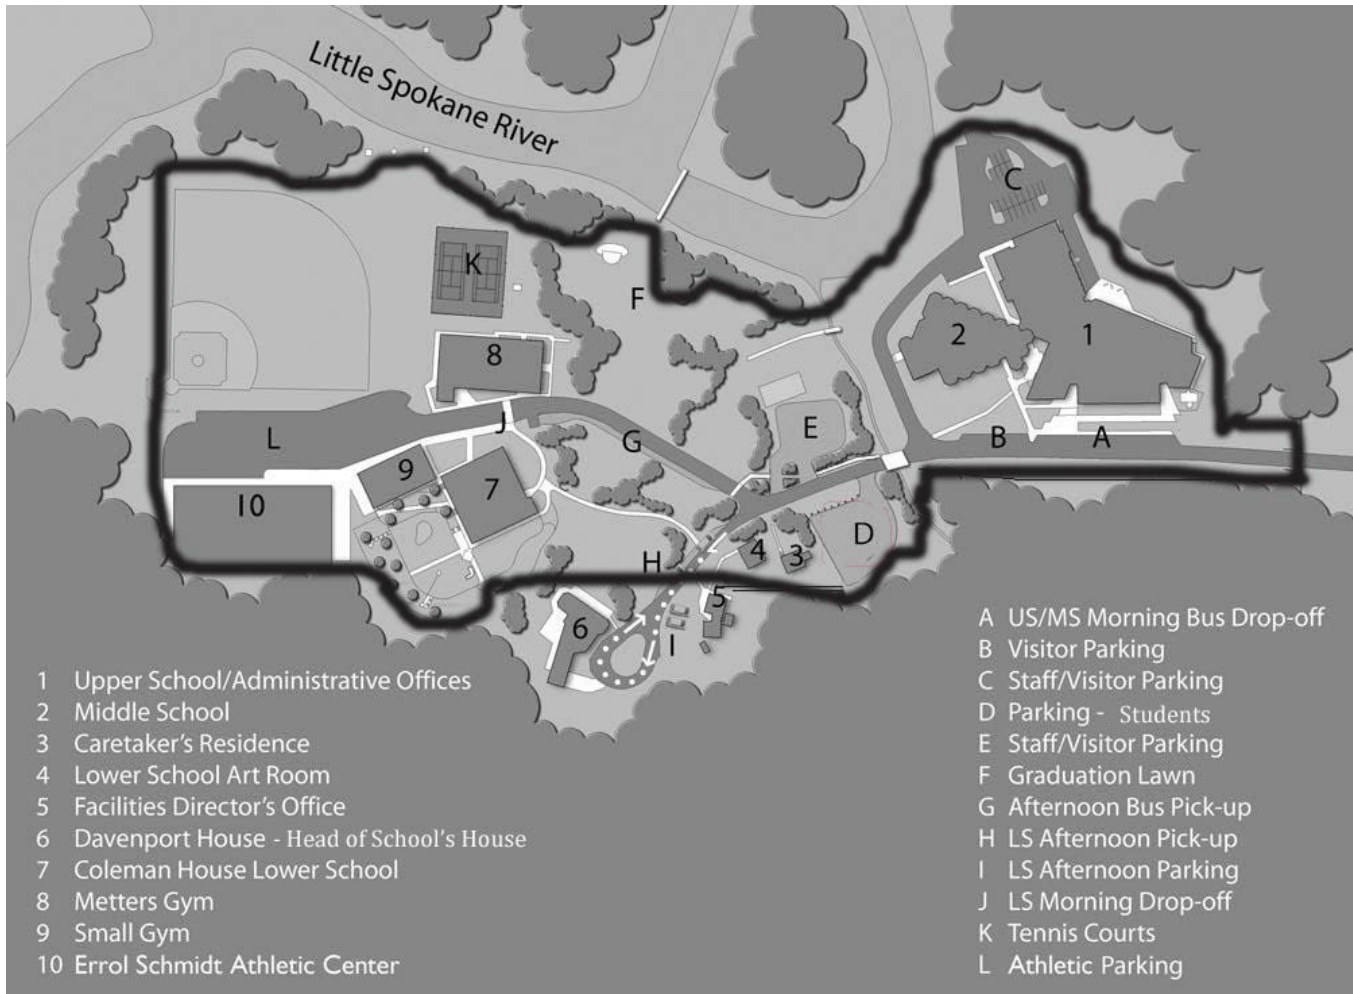 Little Spokane River
C
K
F
8
2
1
J
L
G
E
B
A
9
7
10
D
H
4
3
5
6
I
1 Upper School/Administrative Offices
2 Middle School
3 Caretaker's Residence
4 Lower School Art Room
5 Facilities Director's Office
6 Davenport House - Head of School's House
7 Coleman House Lower School
8 Metters Gym
9 Small Gym
10 Errol Schmidt Athletic Center
A US/MS Morning Bus Drop-off
B Visitor Parking
C Staff/Visitor Parking
D Parking - Students
E Staff/Visitor Parking
F Graduation Lawn
G Afternoon Bus Pick-up
H LS Afternoon Pick-up
I LS Afternoon Parking
J LS Morning Drop-off
K Tennis Courts
L Athletic Parking